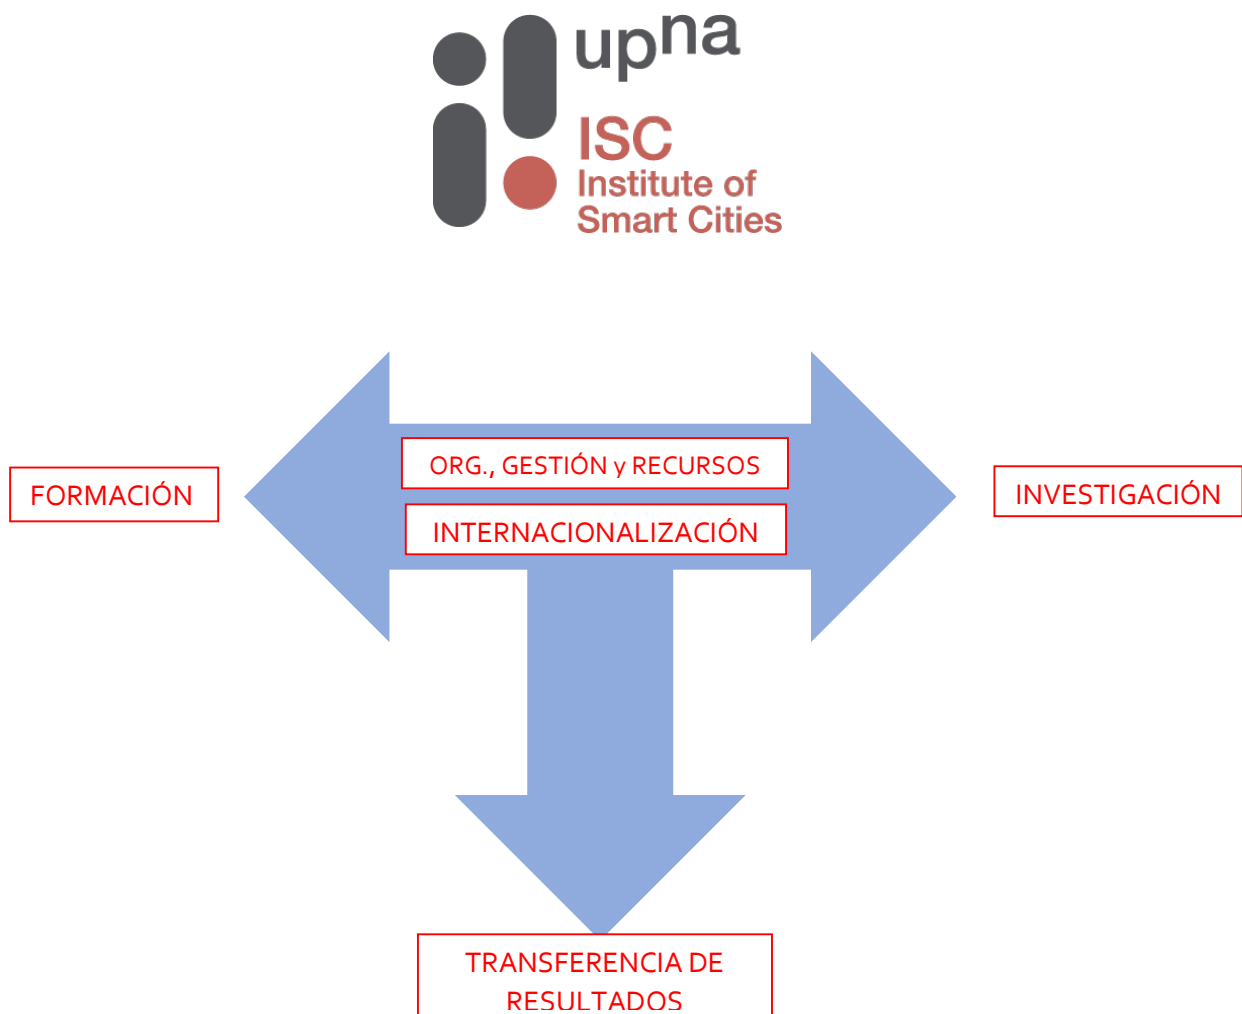 upna
ISC
Institute of
Smart Cities
ORG., GESTIÓN y RECURSOS
FORMACIÓN
INVESTIGACIÓN
INTERNACIONALIZACIÓN
TRANSFERENCIA DE
RESULTADOS